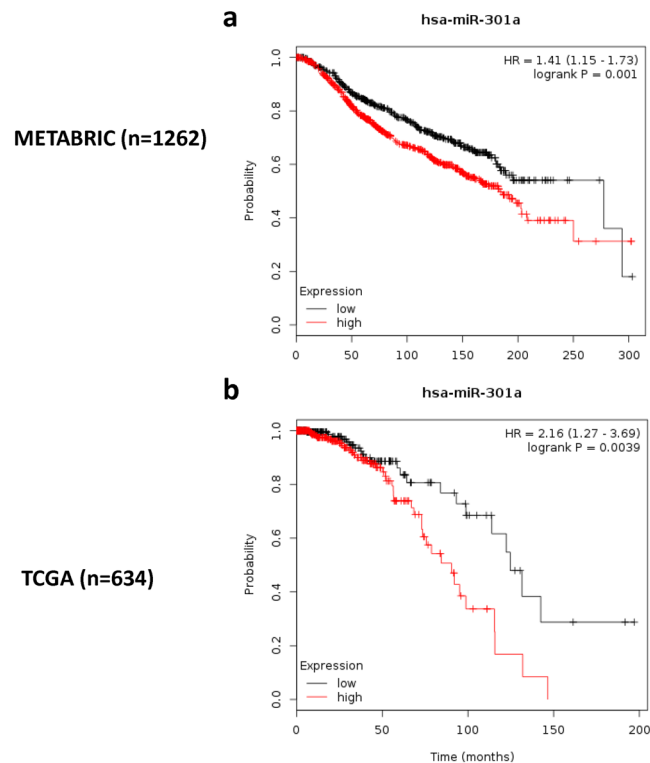 a
hsa-miR-301a
HR = 1.41 (1.15 - 1.73)
logrank P = 0.001
METABRIC (n=1262)
Probability
1.0
0.8
0.6
0.4
0.2
0.0
Expression
low
high
0 50 100 150 200 250 300
b
hsa-miR-301a
HR = 2.16 (1.27 - 3.69)
logrank P = 0.0039
TCGA (n=634)
Probability
1.0
0.8
0.6
0.4
0.2
0.0
Expression
low
high
0 50 100 150 200
Time (months)